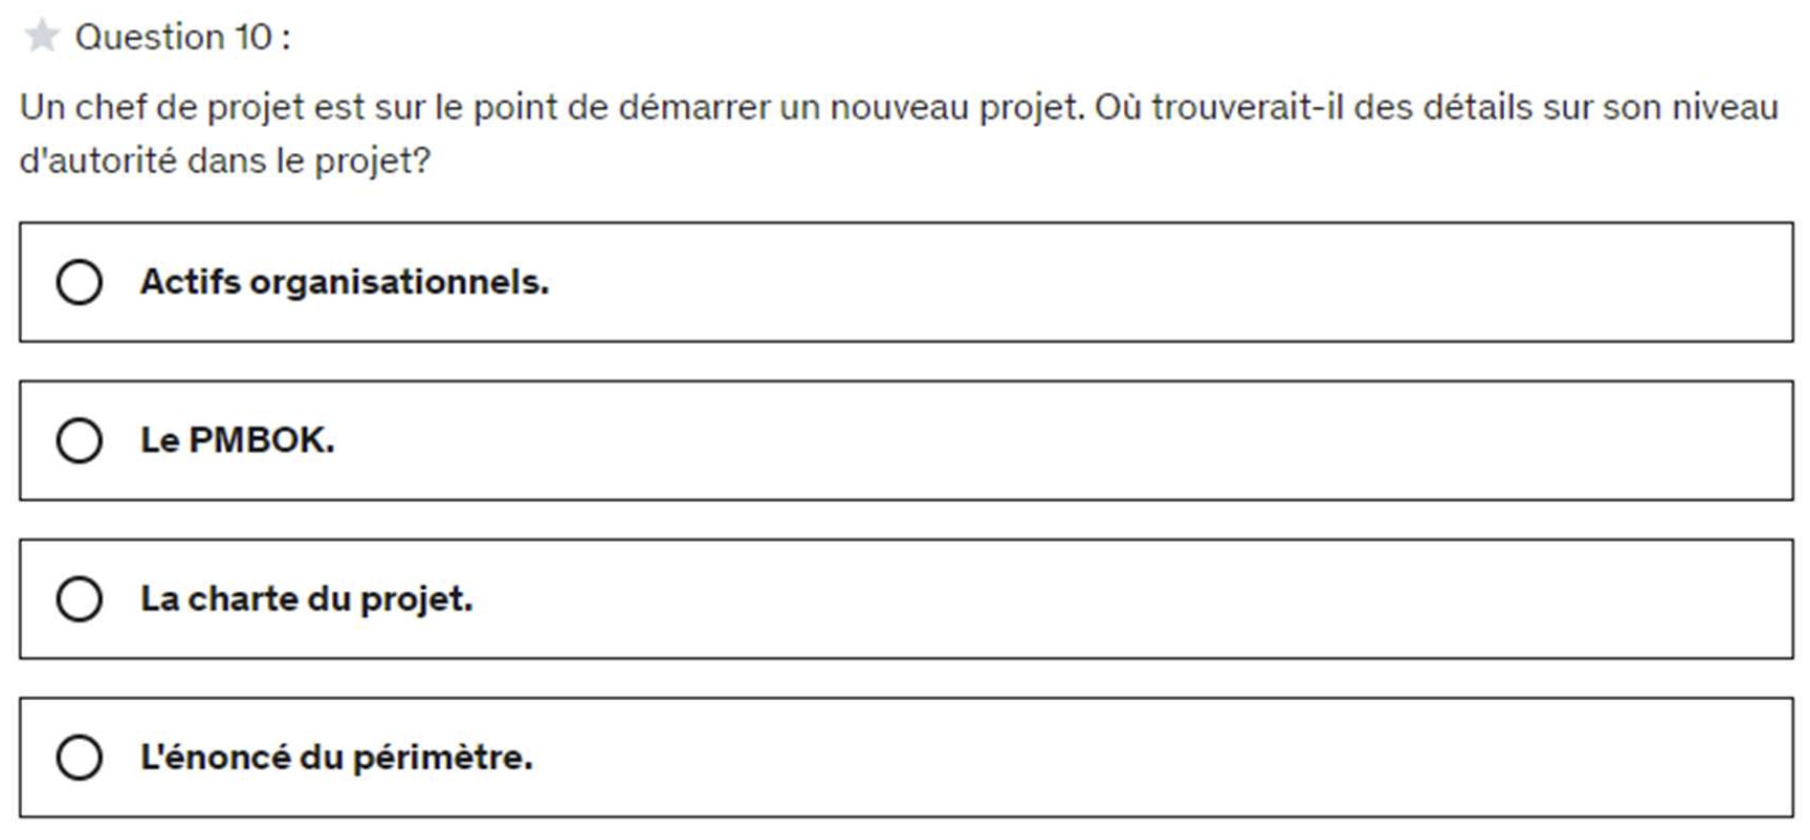 Question 10 :
Un chef de projet est sur le point de démarrer un nouveau projet. Où trouverait-il des détails sur son niveau
d'autorité dans le projet?
Actifs organisationnels.
Le PMBOK.
La charte du projet.
L'énoncé du périmètre.